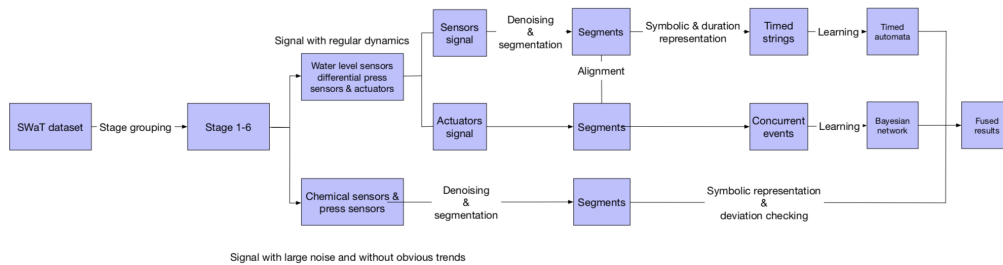 SWaT dataset
Stage grouping
Stage 1-6
Signal with regular dynamics
Water level sensors
differential press
sensors & actuators
Sensors
signal
Denoising
&
segmentation
Segments
Symbolic & duration
representation
Timed
strings
Learning
Timed
automata
Alignment
Actuators
signal
Segments
Concurrent
events
Learning
Bayesian
network
Fused
results
Chemical sensors &
press sensors
Denoising
&
segmentation
Segments
Symbolic representation
&
deviation checking
Signal with large noise and without obvious trends